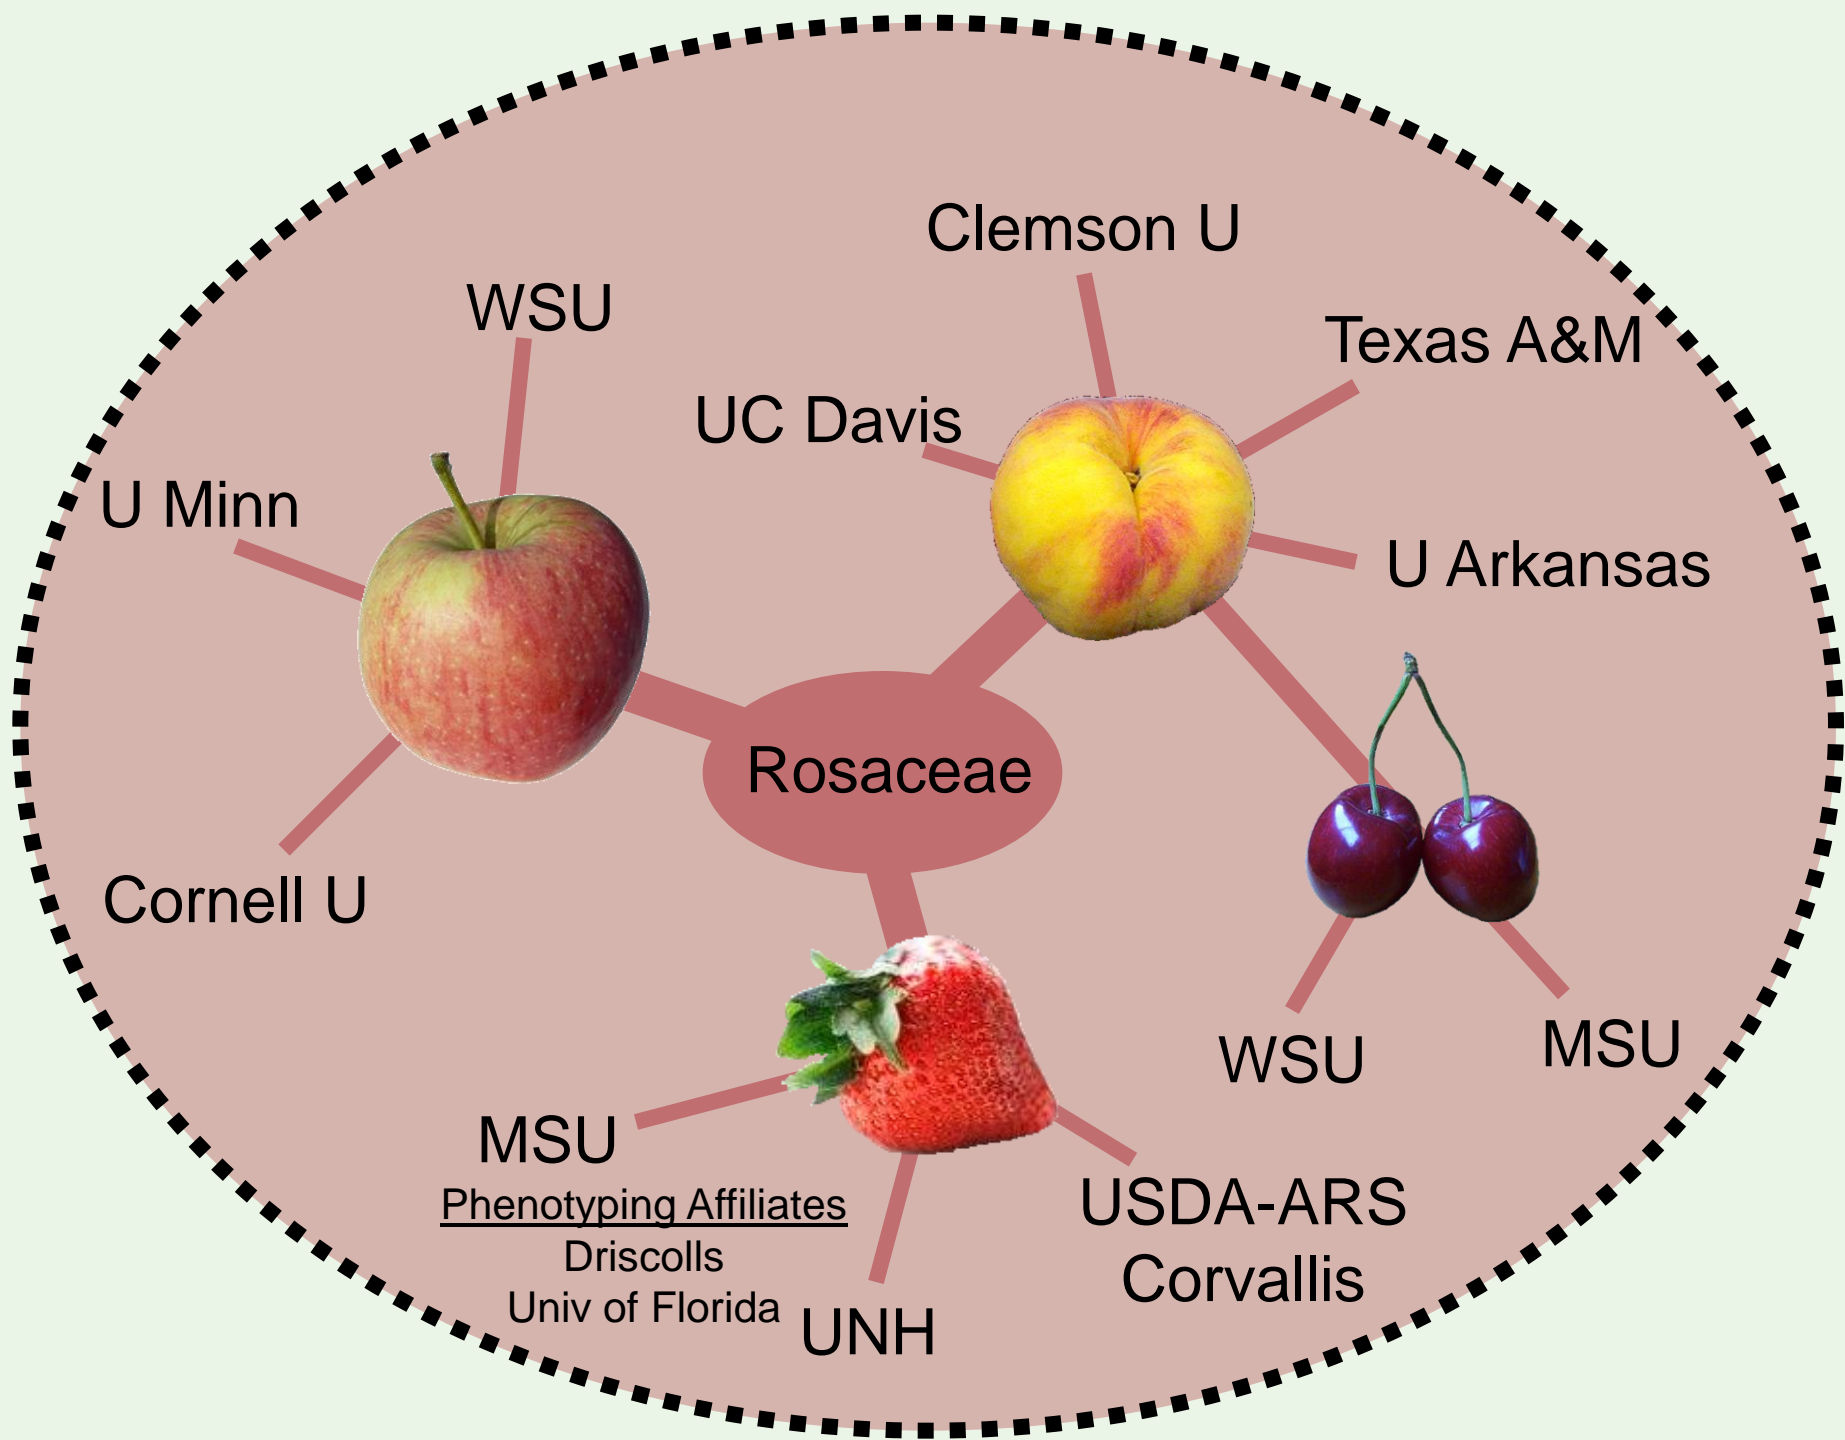 Clemson U
WSU
Texas A&M
UC Davis
U Minn
U Arkansas
Rosaceae
Cornell U
WSU
MSU
MSU
Phenotyping Affiliates
Driscolls
Univ of Florida
UNH
USDA-ARS
Corvallis